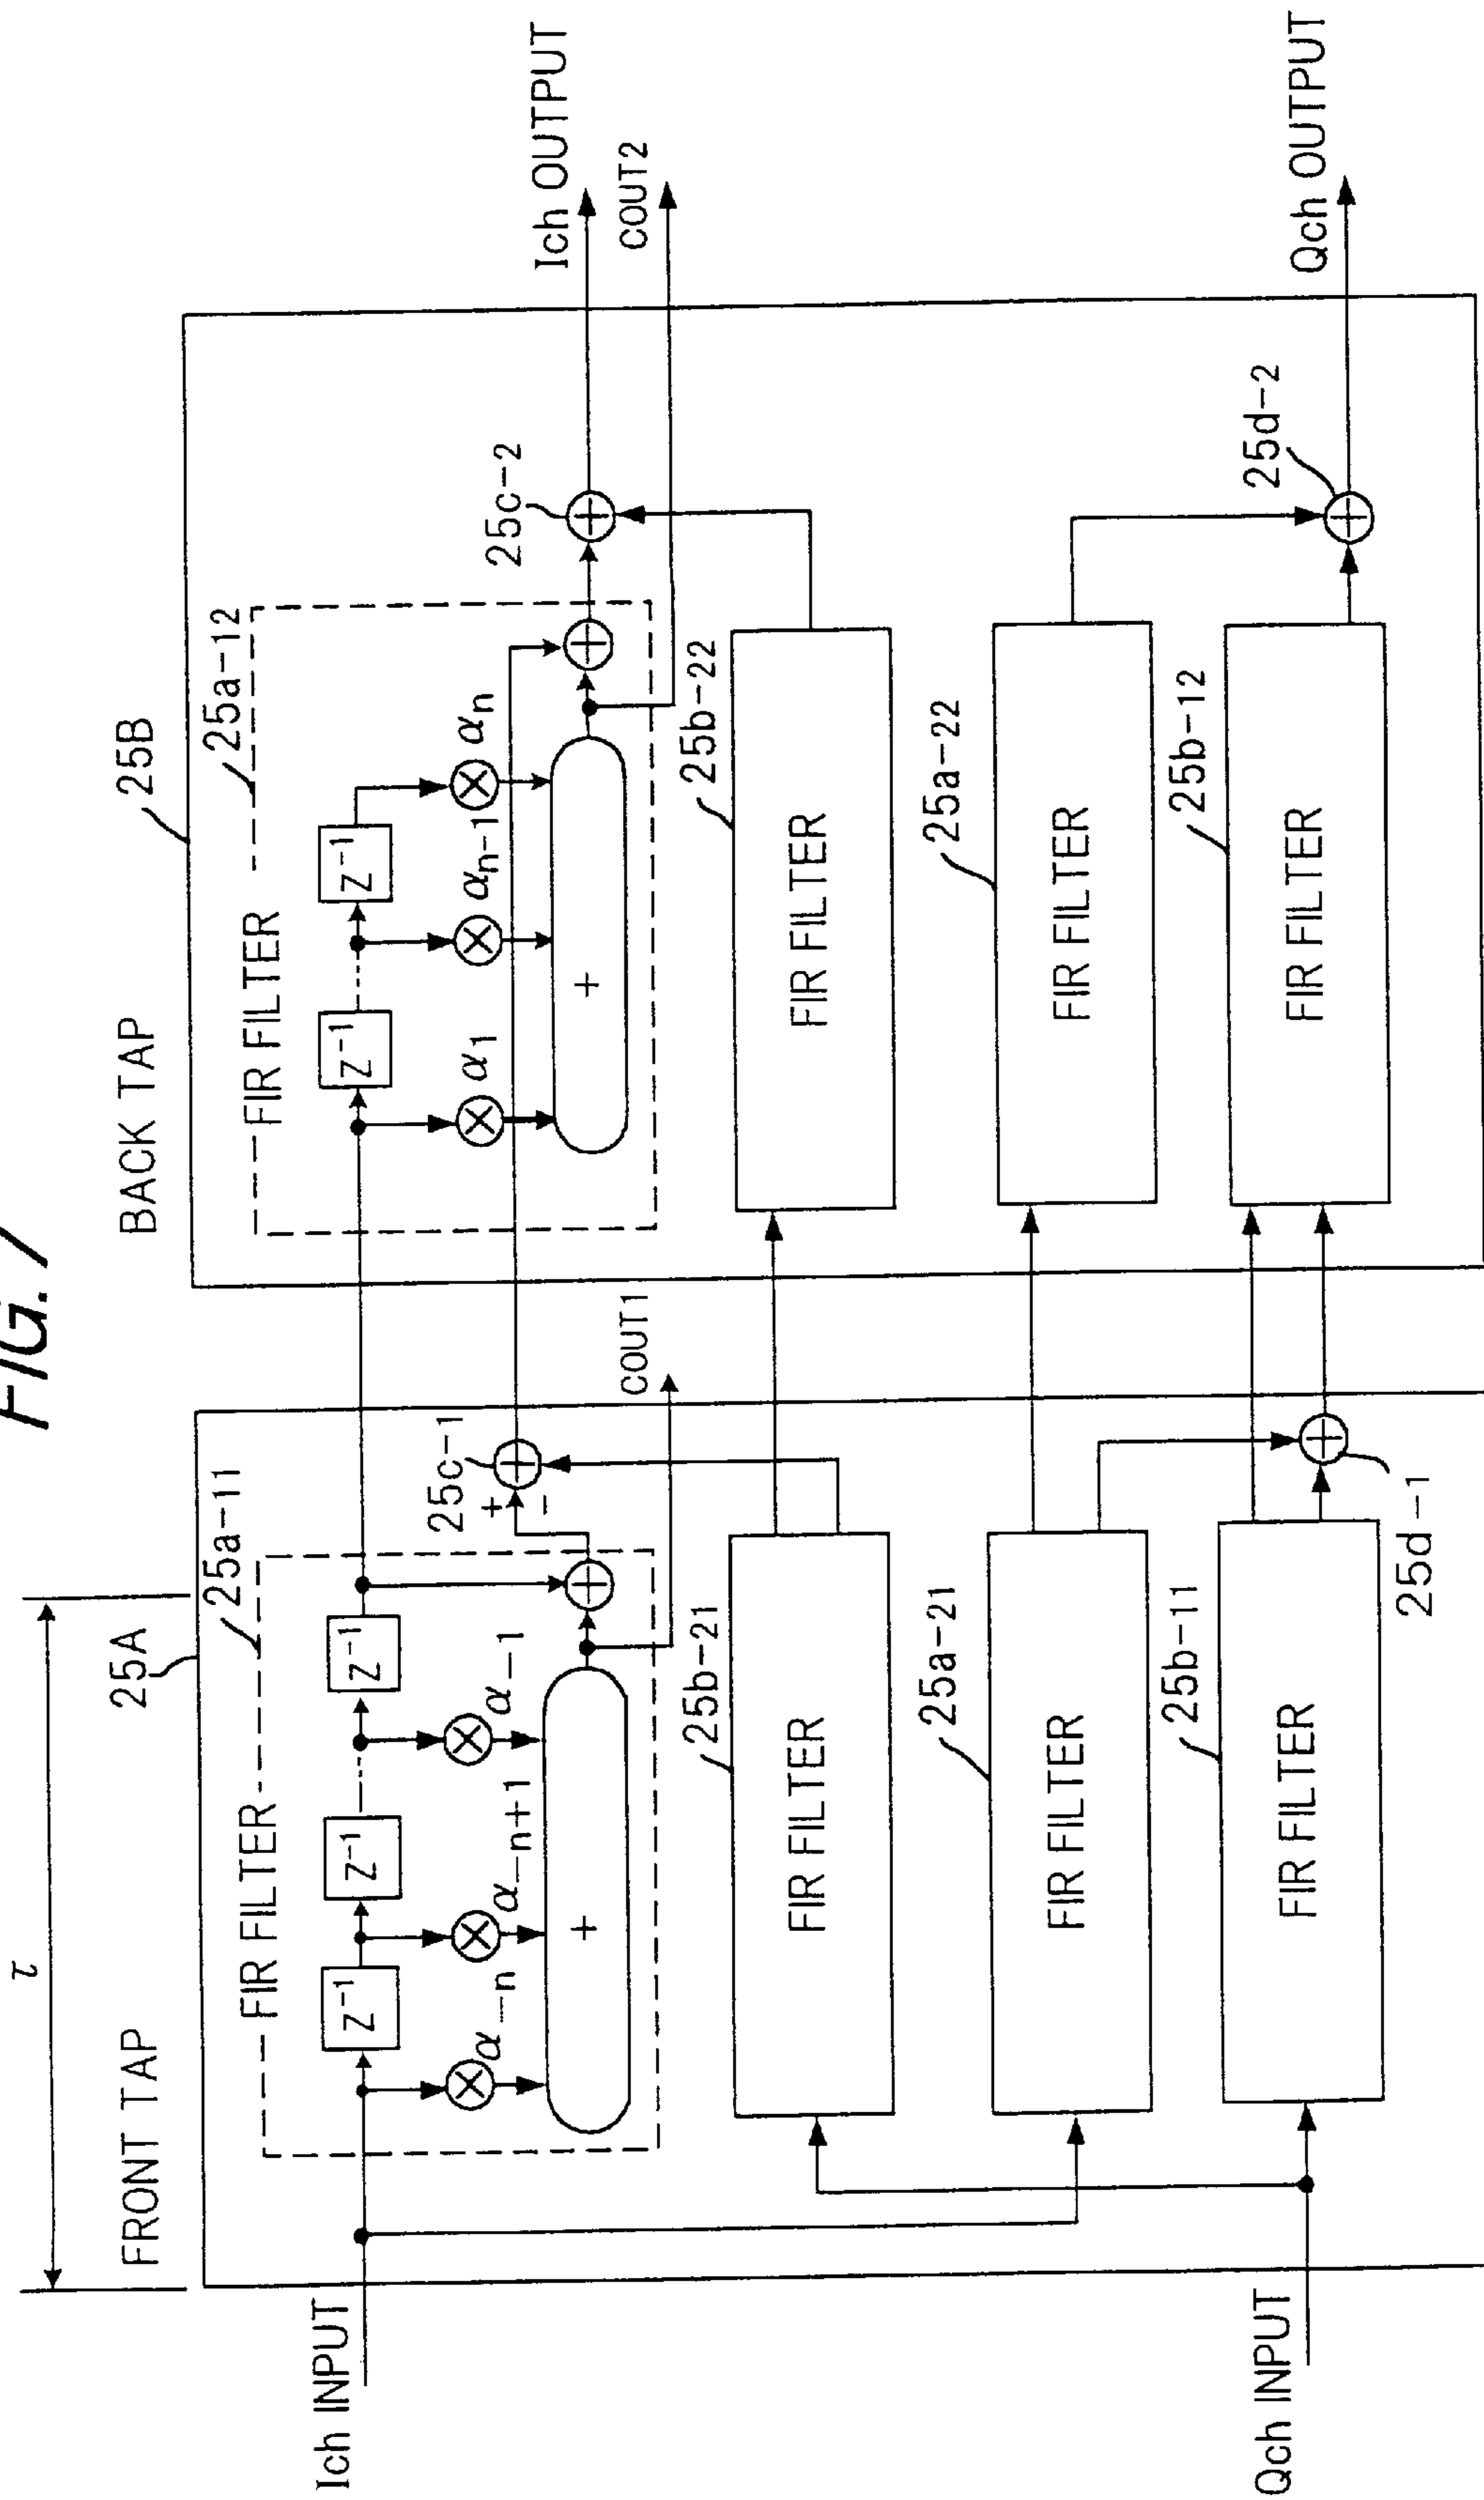 FIG. 7
τ
FRONT TAP
25A
BACK TAP
25B
FIR FILTER
25a-11
FIR FILTER
25a-12
Ich INPUT
Z⁻¹
Z⁻¹
Z⁻¹
Z⁻¹
Z⁻¹
α₋ₙ
α₋ₙ₊₁
α₋₁
α₁
αₙ₋₁
αₙ
+
+
-
25c-1
+
25c-2
Ich OUTPUT
COUT1
COUT2
25b-21
FIR FILTER
25b-22
FIR FILTER
25a-21
FIR FILTER
25a-22
FIR FILTER
25b-11
FIR FILTER
25b-12
FIR FILTER
25d-1
25d-2
Qch INPUT
Qch OUTPUT